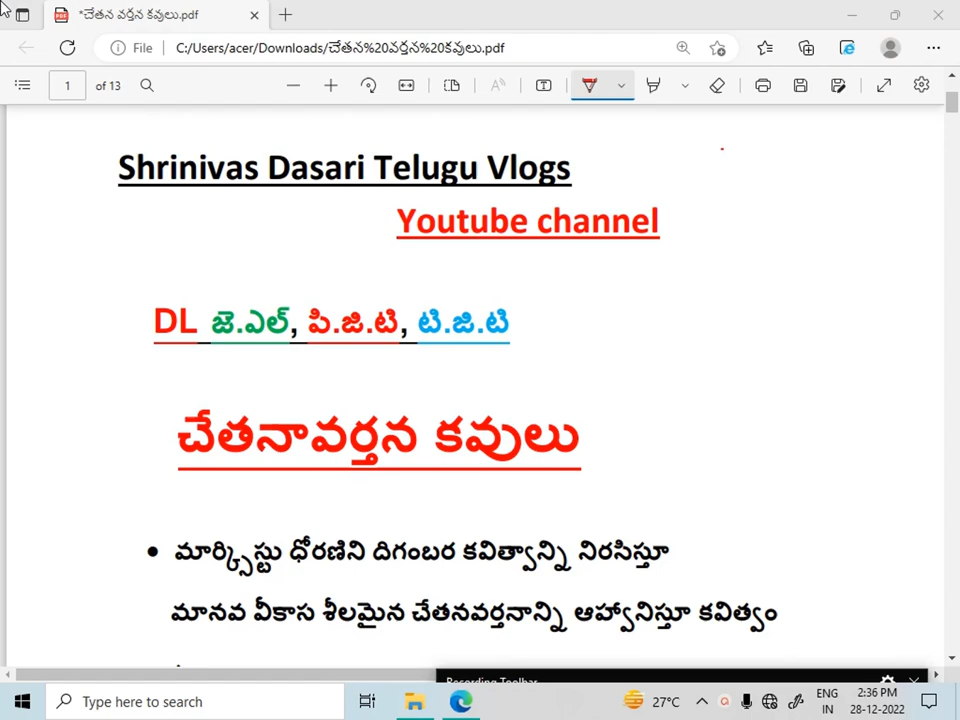 *చేతన వర్తన కవులు.pdf
File C:/Users/acer/Downloads/చేతన%20వర్తన%20కవులు.pdf
1 of 13
Shrinivas Dasari Telugu Vlogs
Youtube channel
DL జె.ఎల్, పి.జి.టి, టి.జి.టి
చేతనావర్తన కవులు
• మార్క్సిస్టు ధోరణిని దిగంబర కవిత్వాన్ని నిరసిస్తూ
మానవ వికాస శీలమైన చేతనవర్తనాన్ని ఆహ్వానిస్తూ కవిత్వం
Recording Toolbar
Type here to search
27°C
ENG
IN
2:36 PM
28-12-2022